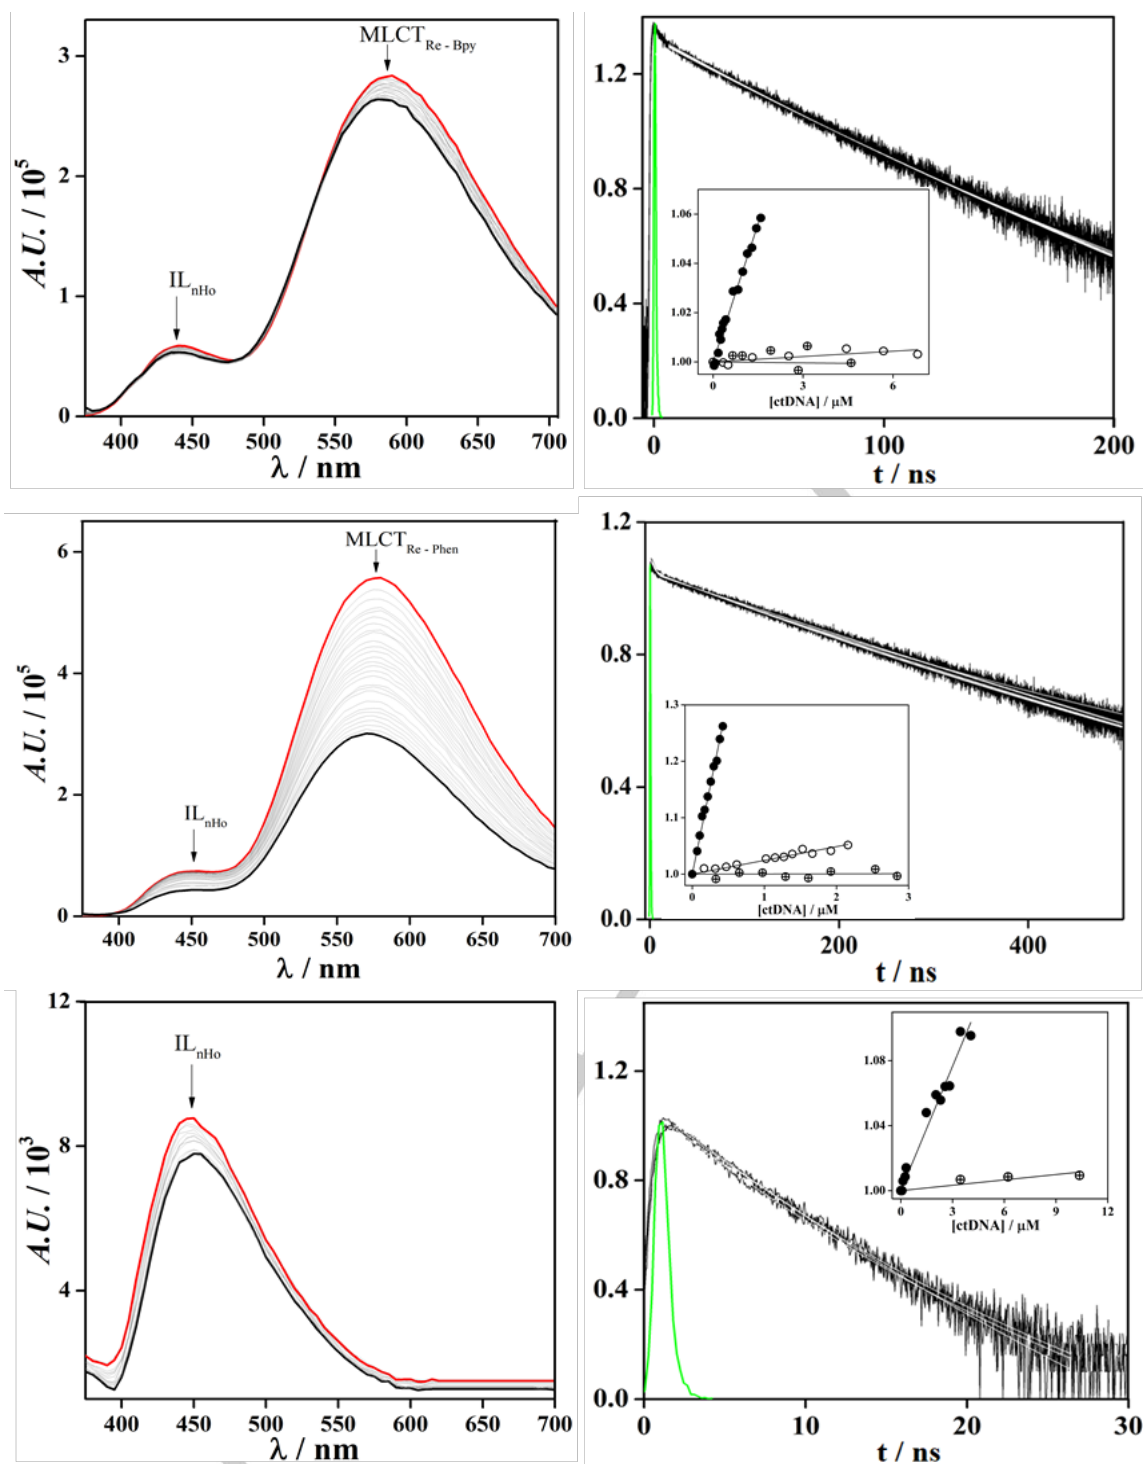 MLCT Re - Bpy
IL nHo
A.U. / 10^5
3
2
1
0
400 450 500 550 600 650 700
λ / nm
1.2
0.8
0.4
0.0
0 100 200
t / ns
1.06
1.04
1.02
1.00
0 3 6
[ctDNA] / μM
MLCT Re - Phen
IL nHo
A.U. / 10^5
6
4
2
0
400 450 500 550 600 650 700
λ / nm
1.2
0.8
0.4
0.0
0 200 400
t / ns
1.3
1.2
1.1
1.0
0 1 2 3
[ctDNA] / μM
IL nHo
A.U. / 10^3
12
8
4
400 450 500 550 600 650 700
λ / nm
1.2
0.8
0.4
0.0
0 10 20 30
t / ns
1.08
1.04
1.00
0 3 6 9 12
[ctDNA] / μM